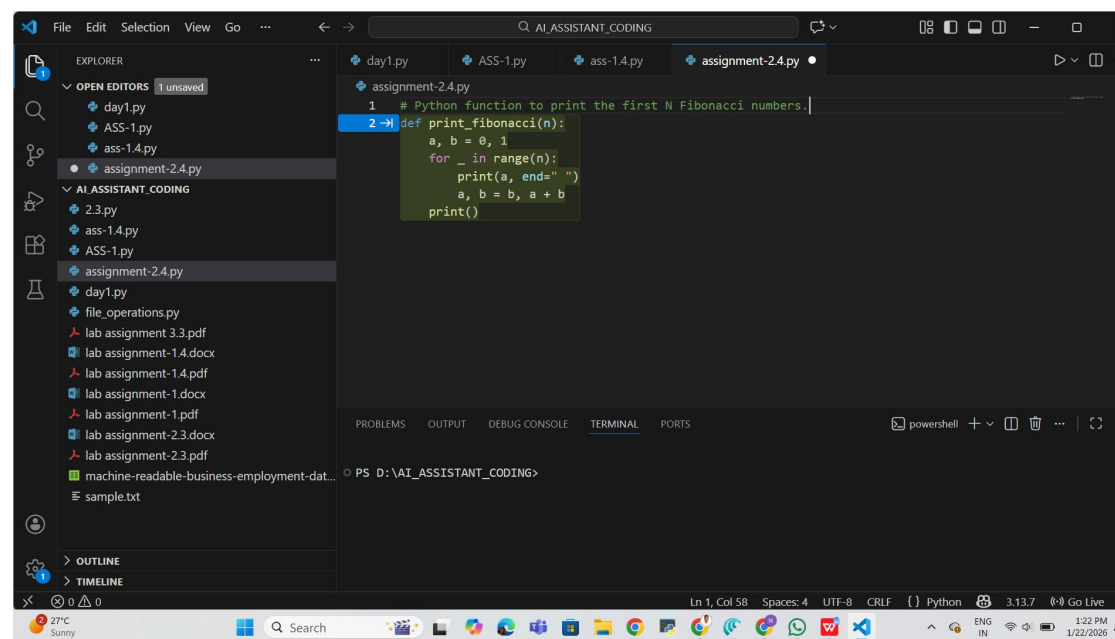 File Edit Selection View Go ... AI_ASSISTANT_CODING
EXPLORER ...
OPEN EDITORS 1 unsaved
day1.py
ASS-1.py
ass-1.4.py
assignment-2.4.py
AI_ASSISTANT_CODING
2.3.py
ass-1.4.py
ASS-1.py
assignment-2.4.py
day1.py
file_operations.py
lab assignment 3.3.pdf
lab assignment-1.4.docx
lab assignment-1.4.pdf
lab assignment-1.docx
lab assignment-1.pdf
lab assignment-2.3.docx
lab assignment-2.3.pdf
machine-readable-business-employment-dat...
sample.txt
OUTLINE
TIMELINE
1
1
day1.py ASS-1.py ass-1.4.py assignment-2.4.py
assignment-2.4.py
1 # Python function to print the first N Fibonacci numbers.
2 def print_fibonacci(n):
a, b = 0, 1
for _ in range(n):
print(a, end=" ")
a, b = b, a + b
print()
PROBLEMS OUTPUT DEBUG CONSOLE TERMINAL PORTS powershell
PS D:\AI_ASSISTANT_CODING>
0 0 Ln 1, Col 58 Spaces: 4 UTF-8 CRLF {} Python 3.13.7 Go Live
2 27°C
Sunny
Search
ENG
IN
1:22 PM
1/22/2026